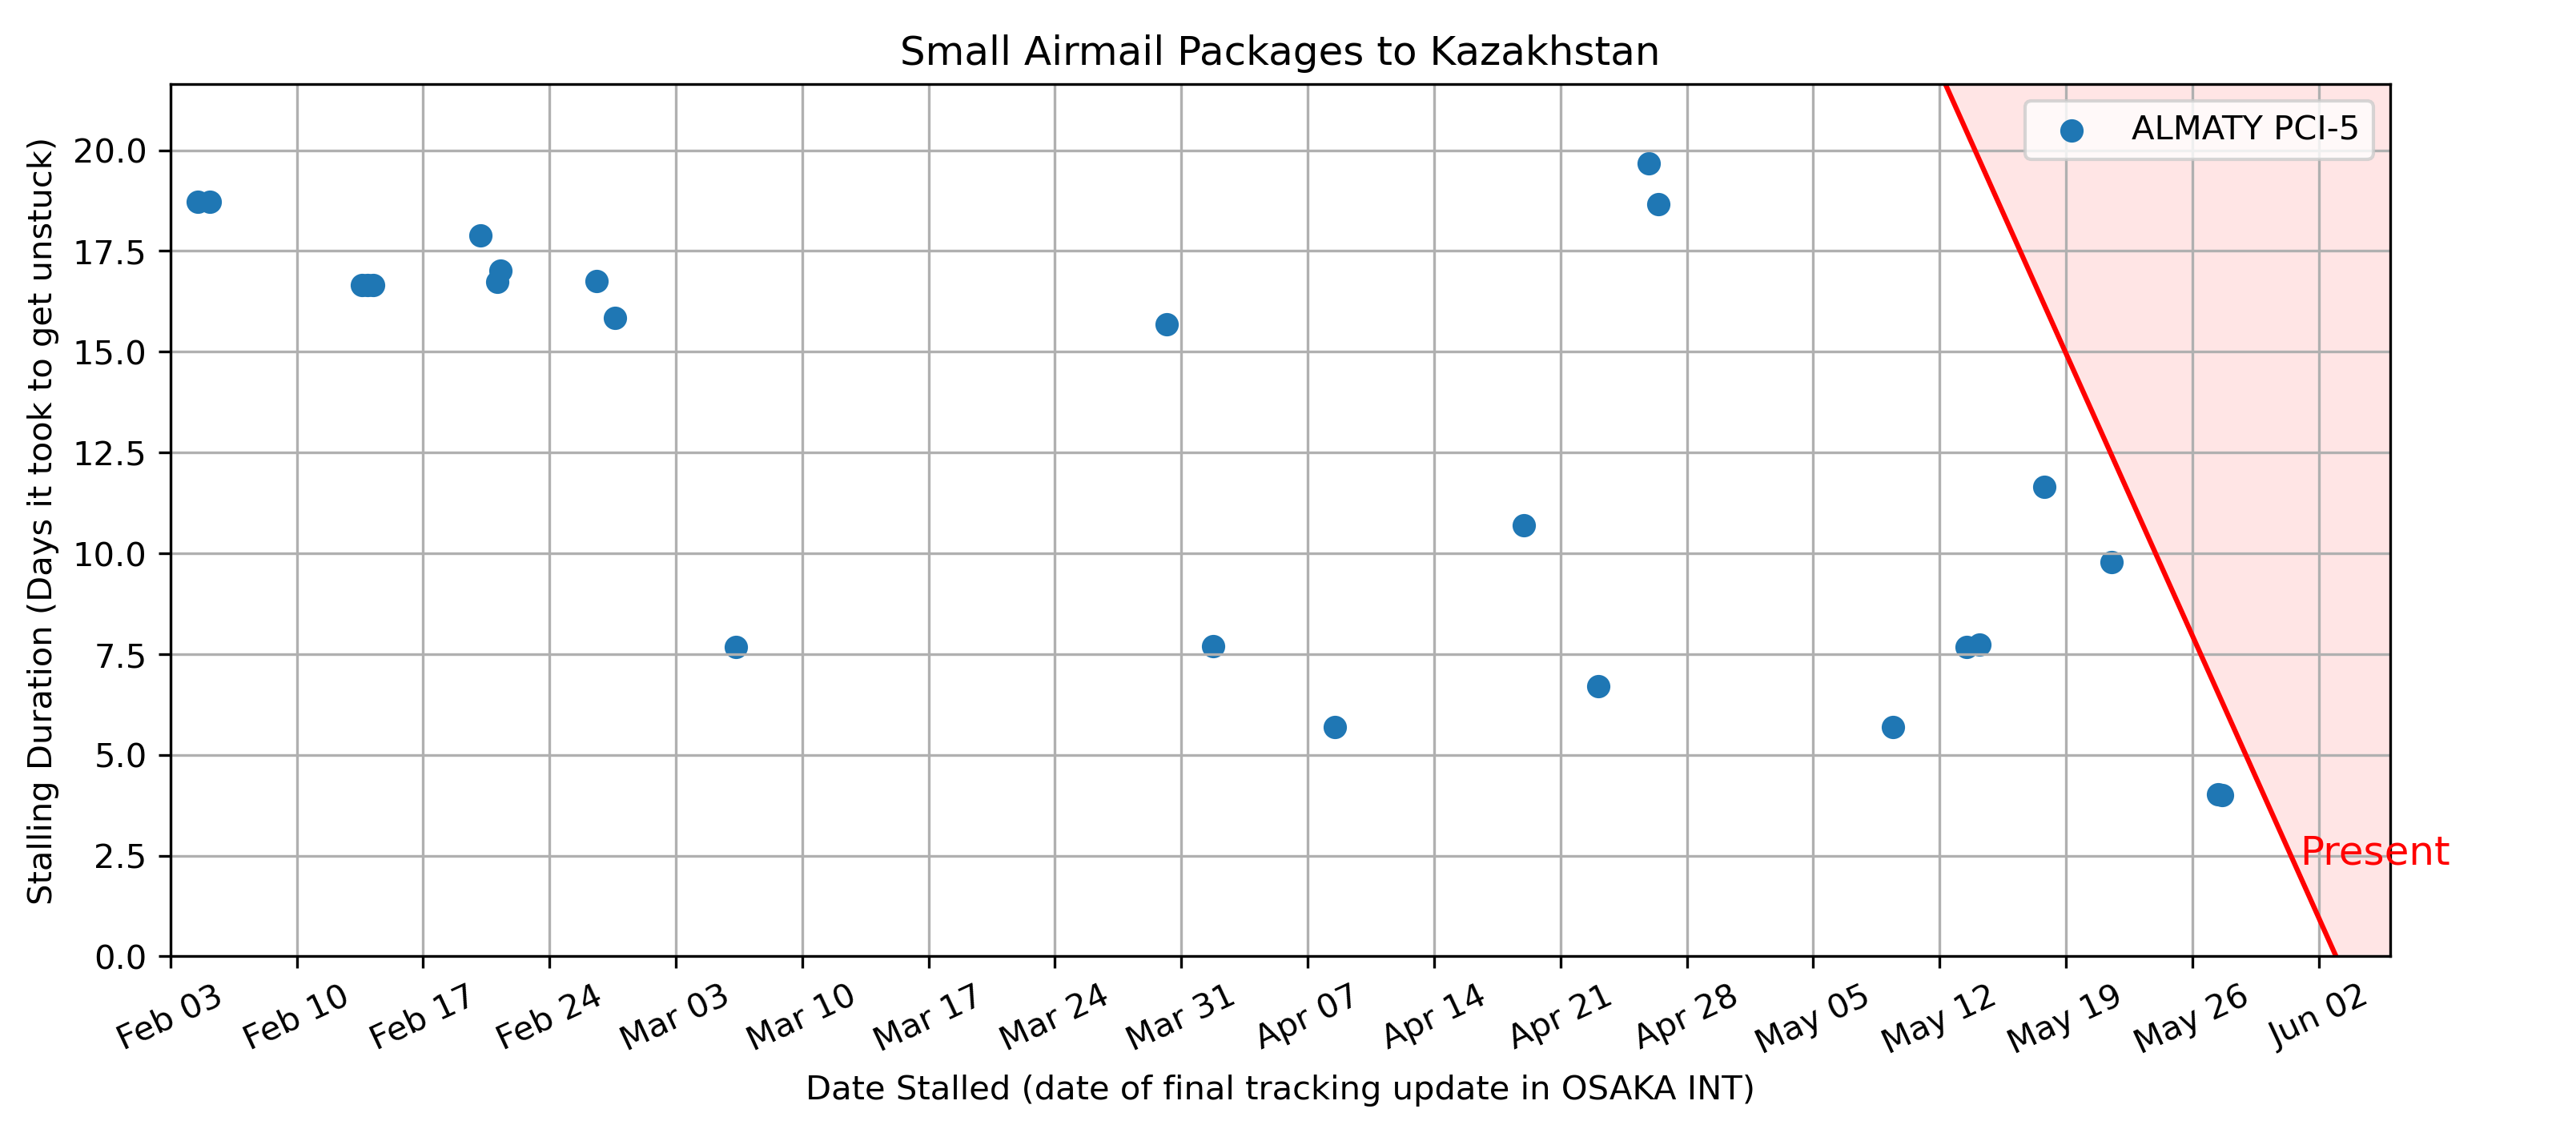 Small Airmail Packages to Kazakhstan
ALMATY PCI-5
Stalling Duration (Days it took to get unstuck)
20.0
17.5
15.0
12.5
10.0
7.5
5.0
2.5
0.0
Present
Feb 03 Feb 10 Feb 17 Feb 24 Mar 03 Mar 10 Mar 17 Mar 24 Mar 31 Apr 07 Apr 14 Apr 21 Apr 28 May 05 May 12 May 19 May 26 Jun 02
Date Stalled (date of final tracking update in OSAKA INT)